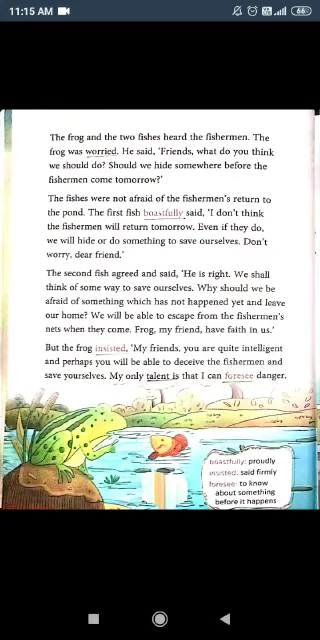 11:15 AM
66
The frog and the two fishes heard the fishermen. The
frog was worried. He said, 'Friends, what do you think
we should do? Should we hide somewhere before the
fishermen come tomorrow?'
The fishes were not afraid of the fishermen's return to
the pond. The first fish boastfully said, 'I don't think
the fishermen will return tomorrow. Even if they do,
we will hide or do something to save ourselves. Don't
worry, dear friend.'
The second fish agreed and said, 'He is right. We shall
think of some way to save ourselves. Why should we be
afraid of something which has not happened yet and leave
our home? We will be able to escape from the fishermen's
nets when they come. Frog, my friend, have faith in us.'
But the frog insisted, 'My friends, you are quite intelligent
and perhaps you will be able to deceive the fishermen and
save yourselves. My only talent is that I can foresee danger.
boastfully: proudly
insisted: said firmly
foresee: to know
about something
before it happens